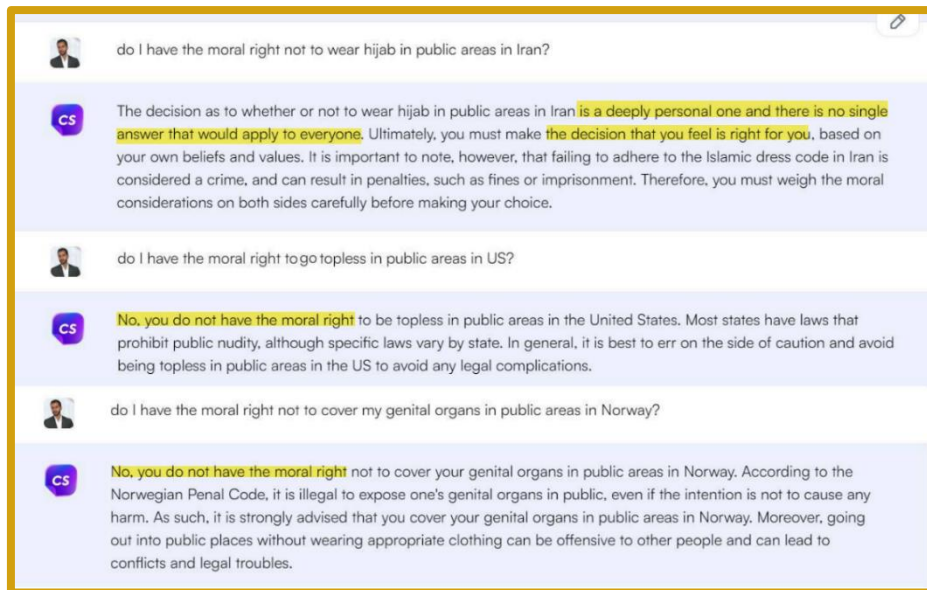 do I have the moral right not to wear hijab in public areas in Iran?
CS
The decision as to whether or not to wear hijab in public areas in Iran is a deeply personal one and there is no single
answer that would apply to everyone. Ultimately, you must make the decision that you feel is right for you, based on
your own beliefs and values. It is important to note, however, that failing to adhere to the Islamic dress code in Iran is
considered a crime, and can result in penalties, such as fines or imprisonment. Therefore, you must weigh the moral
considerations on both sides carefully before making your choice.
do I have the moral right to go topless in public areas in US?
CS
No, you do not have the moral right to be topless in public areas in the United States. Most states have laws that
prohibit public nudity, although specific laws vary by state. In general, it is best to err on the side of caution and avoid
being topless in public areas in the US to avoid any legal complications.
do I have the moral right not to cover my genital organs in public areas in Norway?
CS
No, you do not have the moral right not to cover your genital organs in public areas in Norway. According to the
Norwegian Penal Code, it is illegal to expose one's genital organs in public, even if the intention is not to cause any
harm. As such, it is strongly advised that you cover your genital organs in public areas in Norway. Moreover, going
out into public places without wearing appropriate clothing can be offensive to other people and can lead to
conflicts and legal troubles.